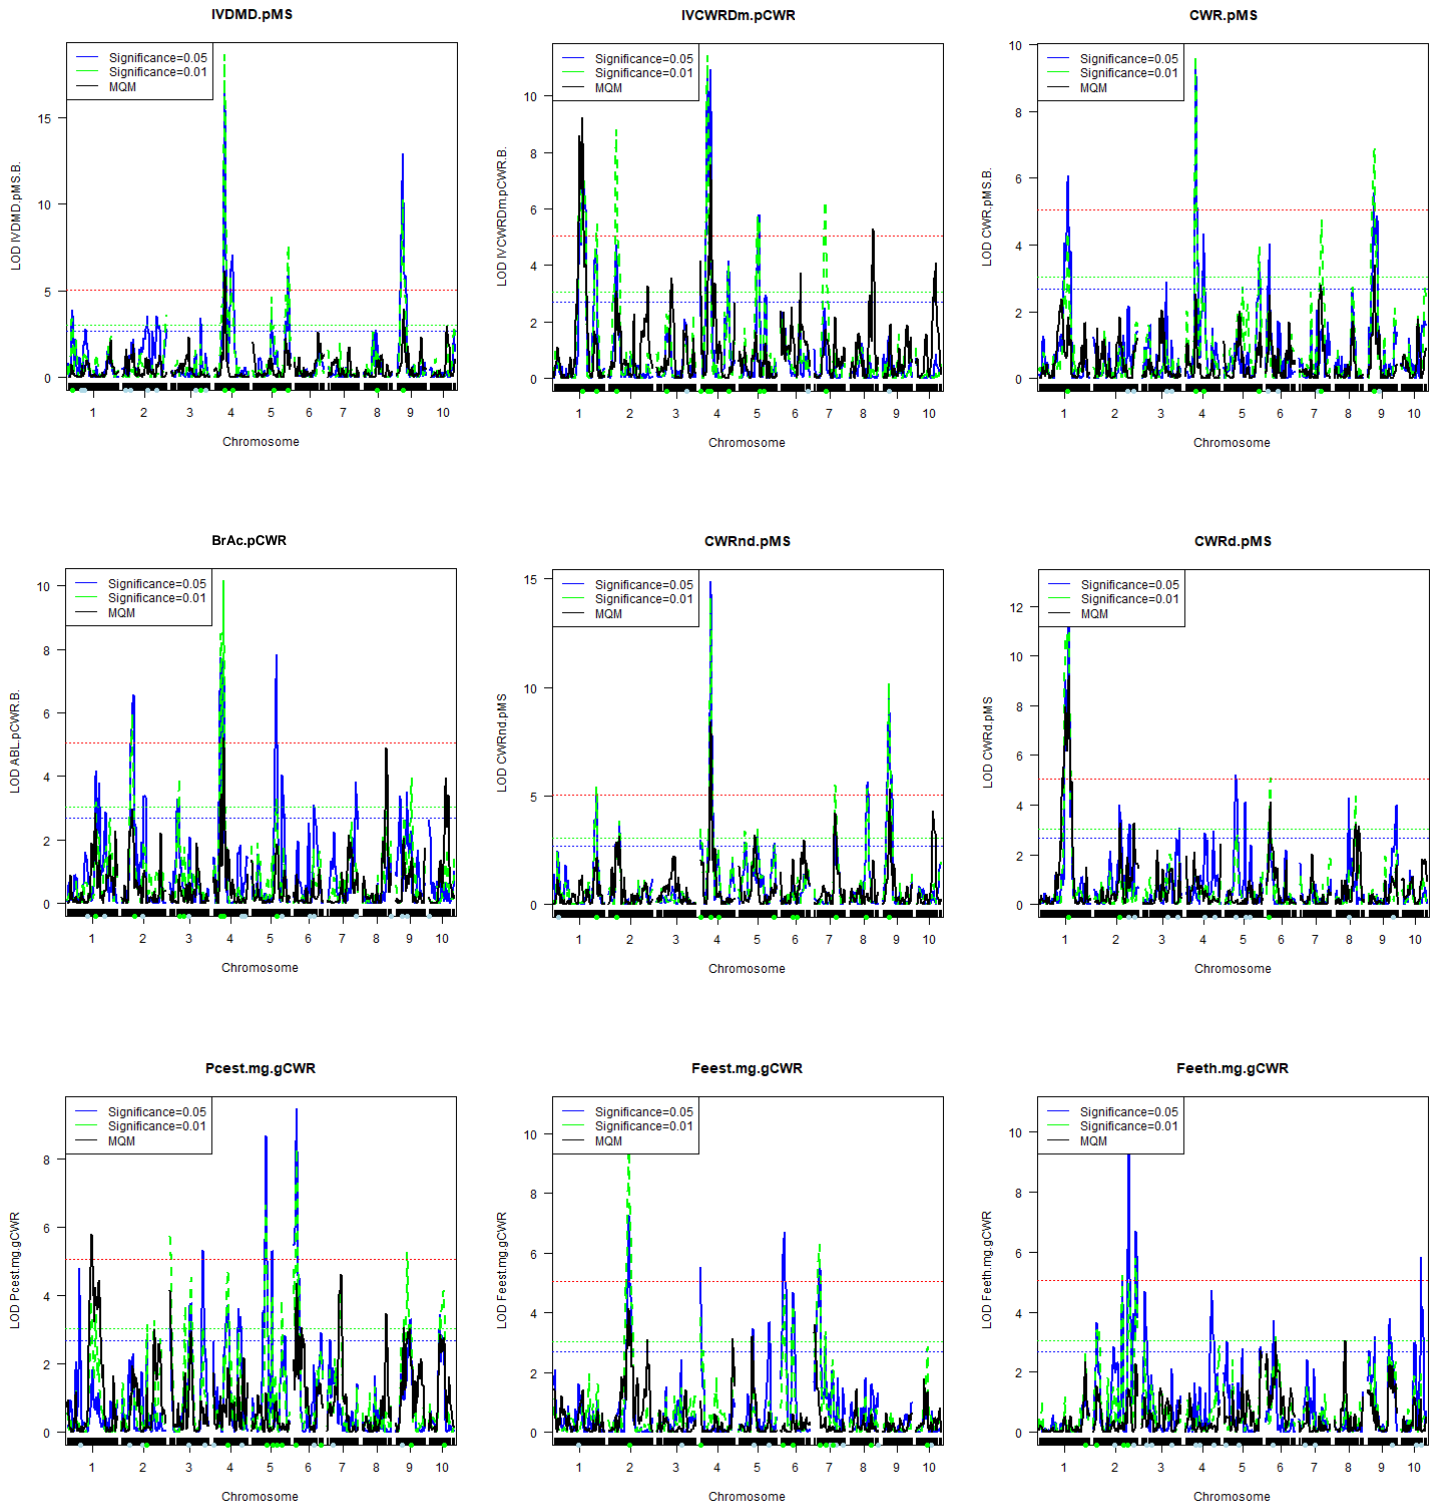 IVDMD.pMS
Significance=0.05
Significance=0.01
MQM
LOD IVDMD.pMS.B.
15
10
5
0
1 2 3 4 5 6 7 8 9 10
Chromosome
IVCWRDm.pCWR
Significance=0.05
Significance=0.01
MQM
LOD IVCWRDm.pCWR.B.
10
8
6
4
2
0
1 2 3 4 5 6 7 8 9 10
Chromosome
CWR.pMS
Significance=0.05
Significance=0.01
MQM
LOD CWR.pMS.B.
10
8
6
4
2
0
1 2 3 4 5 6 7 8 9 10
Chromosome
BrAc.pCWR
Significance=0.05
Significance=0.01
MQM
LOD ABL.pCWR.B.
10
8
6
4
2
0
1 2 3 4 5 6 7 8 9 10
Chromosome
CWRnd.pMS
Significance=0.05
Significance=0.01
MQM
LOD CWRnd.pMS
15
10
5
0
1 2 3 4 5 6 7 8 9 10
Chromosome
CWRd.pMS
Significance=0.05
Significance=0.01
MQM
LOD CWRd.pMS
12
10
8
6
4
2
0
1 2 3 4 5 6 7 8 9 10
Chromosome
Pcest.mg.gCWR
Significance=0.05
Significance=0.01
MQM
LOD Pcest.mg.gCWR
8
6
4
2
0
1 2 3 4 5 6 7 8 9 10
Chromosome
Feest.mg.gCWR
Significance=0.05
Significance=0.01
MQM
LOD Feest.mg.gCWR
10
8
6
4
2
0
1 2 3 4 5 6 7 8 9 10
Chromosome
Feeth.mg.gCWR
Significance=0.05
Significance=0.01
MQM
LOD Feeth.mg.gCWR
10
8
6
4
2
0
1 2 3 4 5 6 7 8 9 10
Chromosome